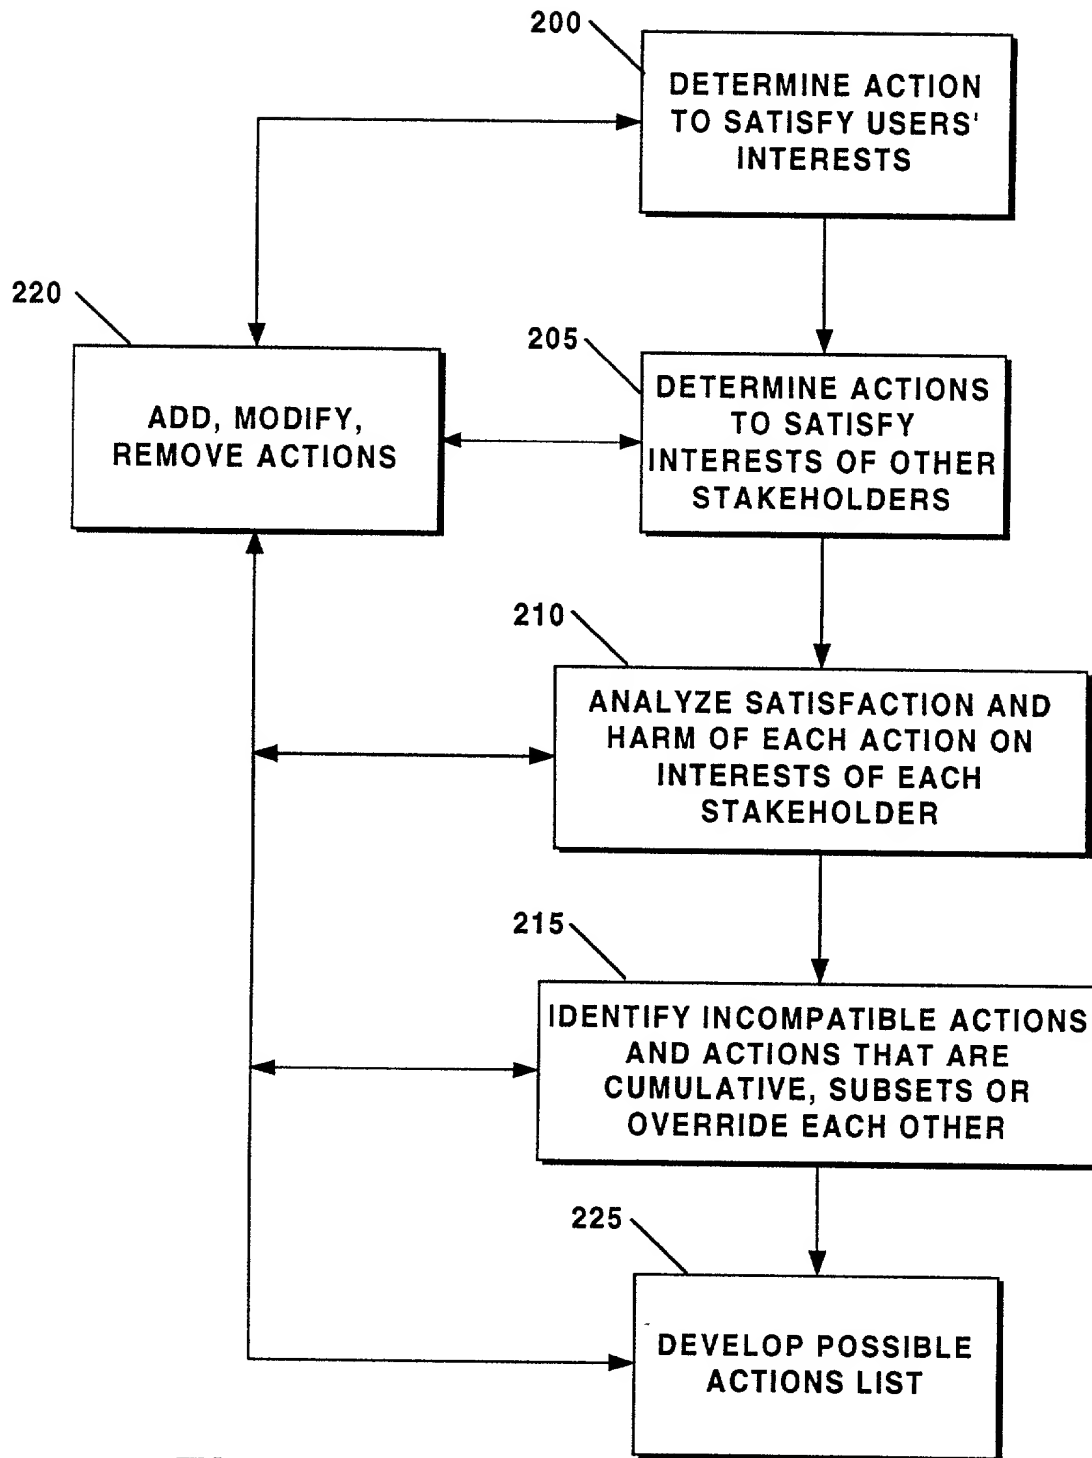 200
DETERMINE ACTION
TO SATISFY USERS'
INTERESTS
220
ADD, MODIFY,
REMOVE ACTIONS
205
DETERMINE ACTIONS
TO SATISFY
INTERESTS OF OTHER
STAKEHOLDERS
210
ANALYZE SATISFACTION AND
HARM OF EACH ACTION ON
INTERESTS OF EACH
STAKEHOLDER
215
IDENTIFY INCOMPATIBLE ACTIONS
AND ACTIONS THAT ARE
CUMULATIVE, SUBSETS OR
OVERRIDE EACH OTHER
225
DEVELOP POSSIBLE
ACTIONS LIST